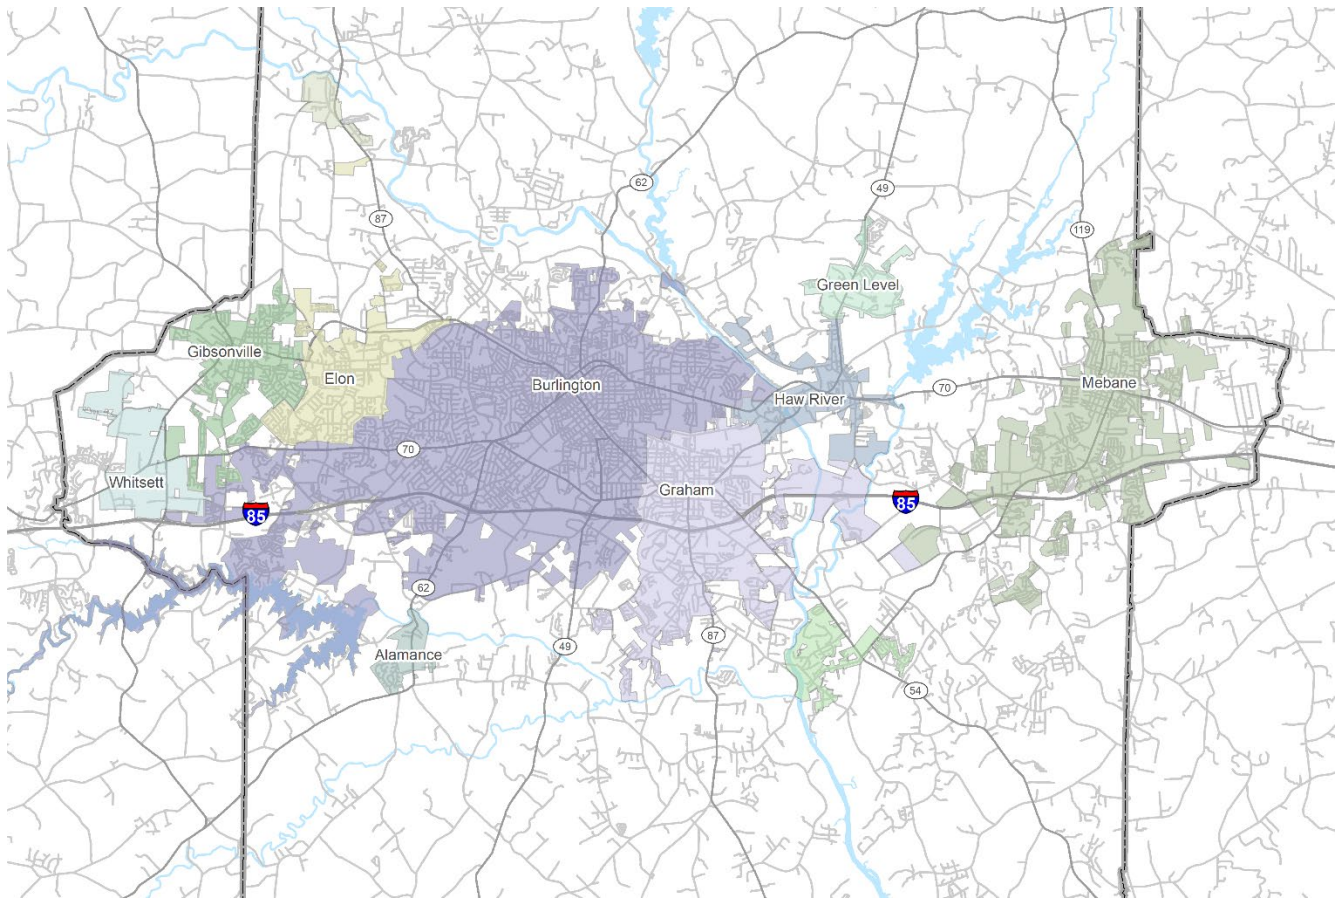 62
49
87
119
Green Level
Gibsonville
Elon
Burlington
Mebane
70
Haw River
70
Whitsett
Graham
85
85
62
87
49
Alamance
54